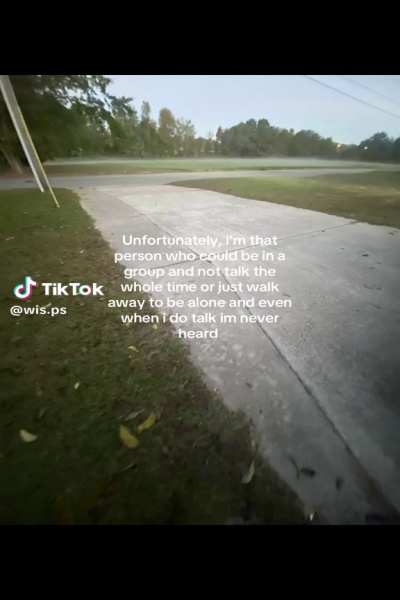 Unfortunately, I'm that
person who could be in a
group and not talk the
whole time or just walk
away to be alone and even
when i do talk im never
heard
TikTok
@wis.ps